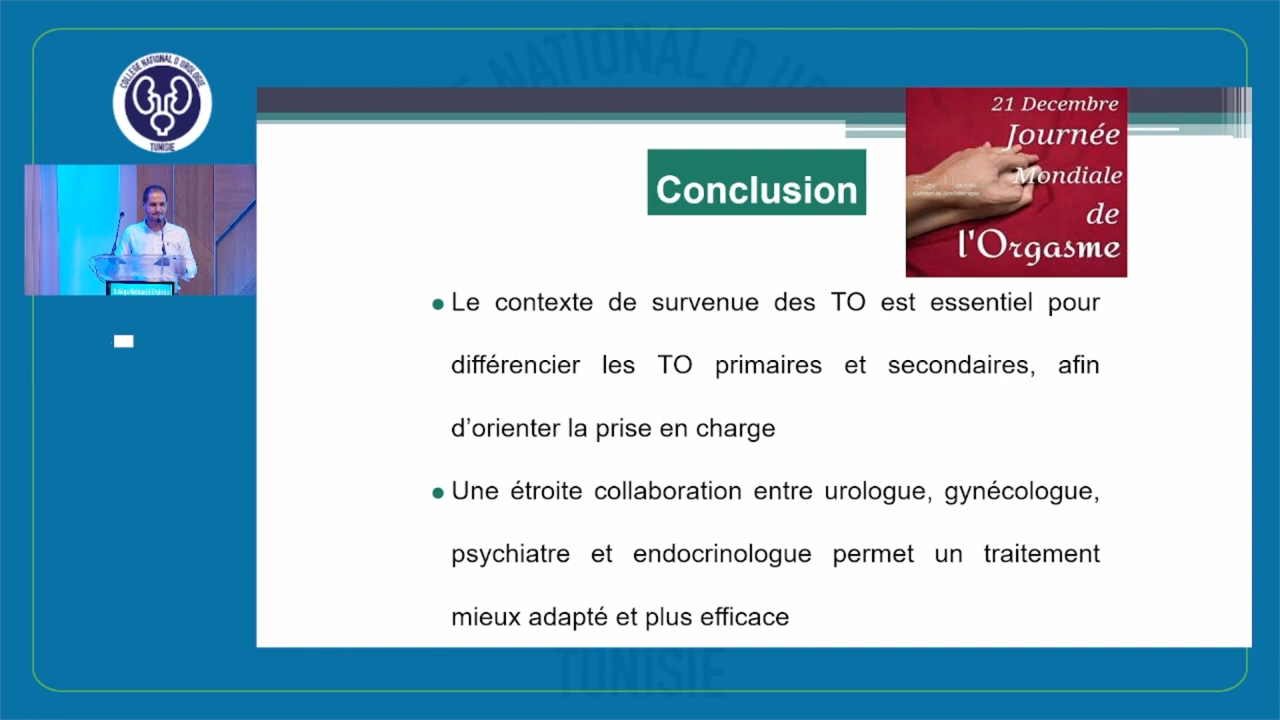 COLLEGE NATIONAL D UROLOGIE
TUNISIE
NATIONAL D
21 Decembre
Journée
Mondiale
de
l'Orgasme
Conclusion
• Le contexte de survenue des TO est essentiel pour
différencier les TO primaires et secondaires, afin
d’orienter la prise en charge
• Une étroite collaboration entre urologue, gynécologue,
psychiatre et endocrinologue permet un traitement
mieux adapté et plus efficace
TUNISIE